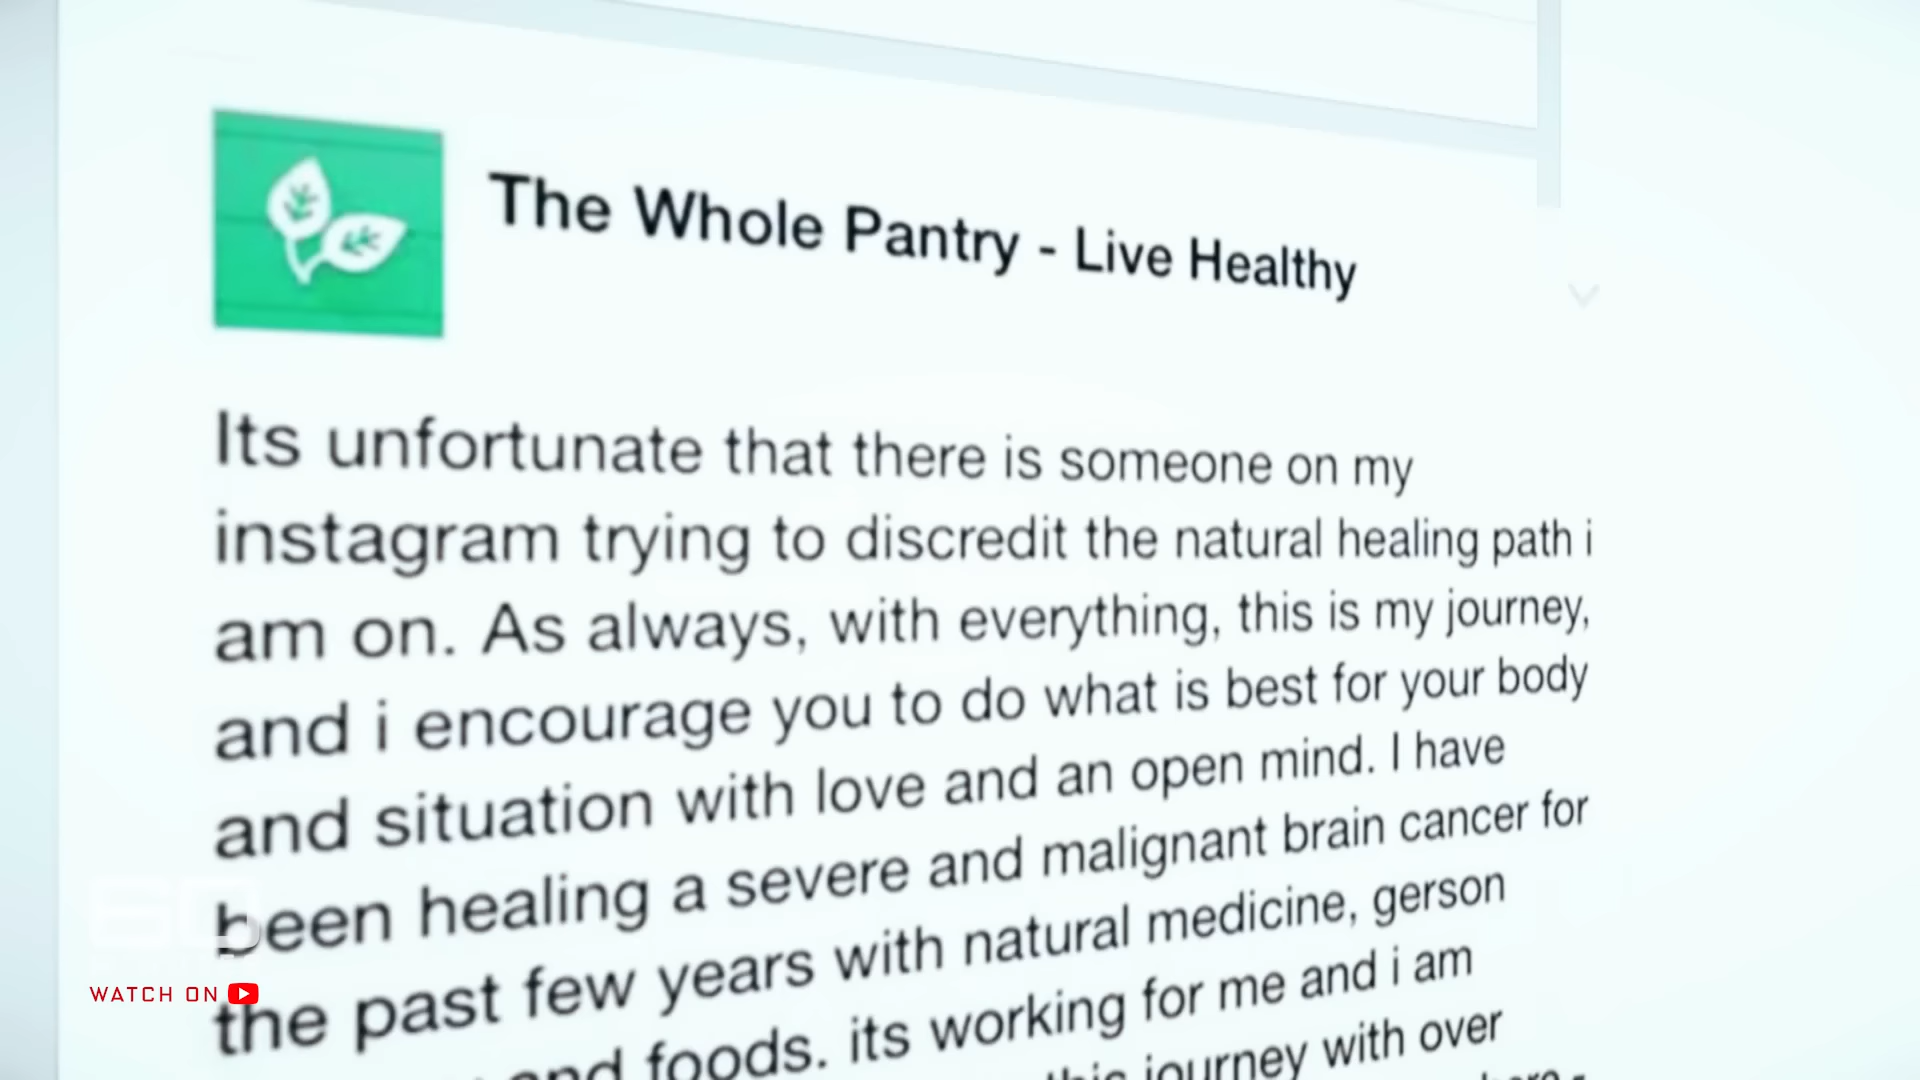 The Whole Pantry - Live Healthy
Its unfortunate that there is someone on my
instagram trying to discredit the natural healing path i
am on. As always, with everything, this is my journey,
and i encourage you to do what is best for your body
and situation with love and an open mind. I have
been healing a severe and malignant brain cancer for
the past few years with natural medicine, gerson
and foods. its working for me and i am
this journey with over
60
WATCH ON